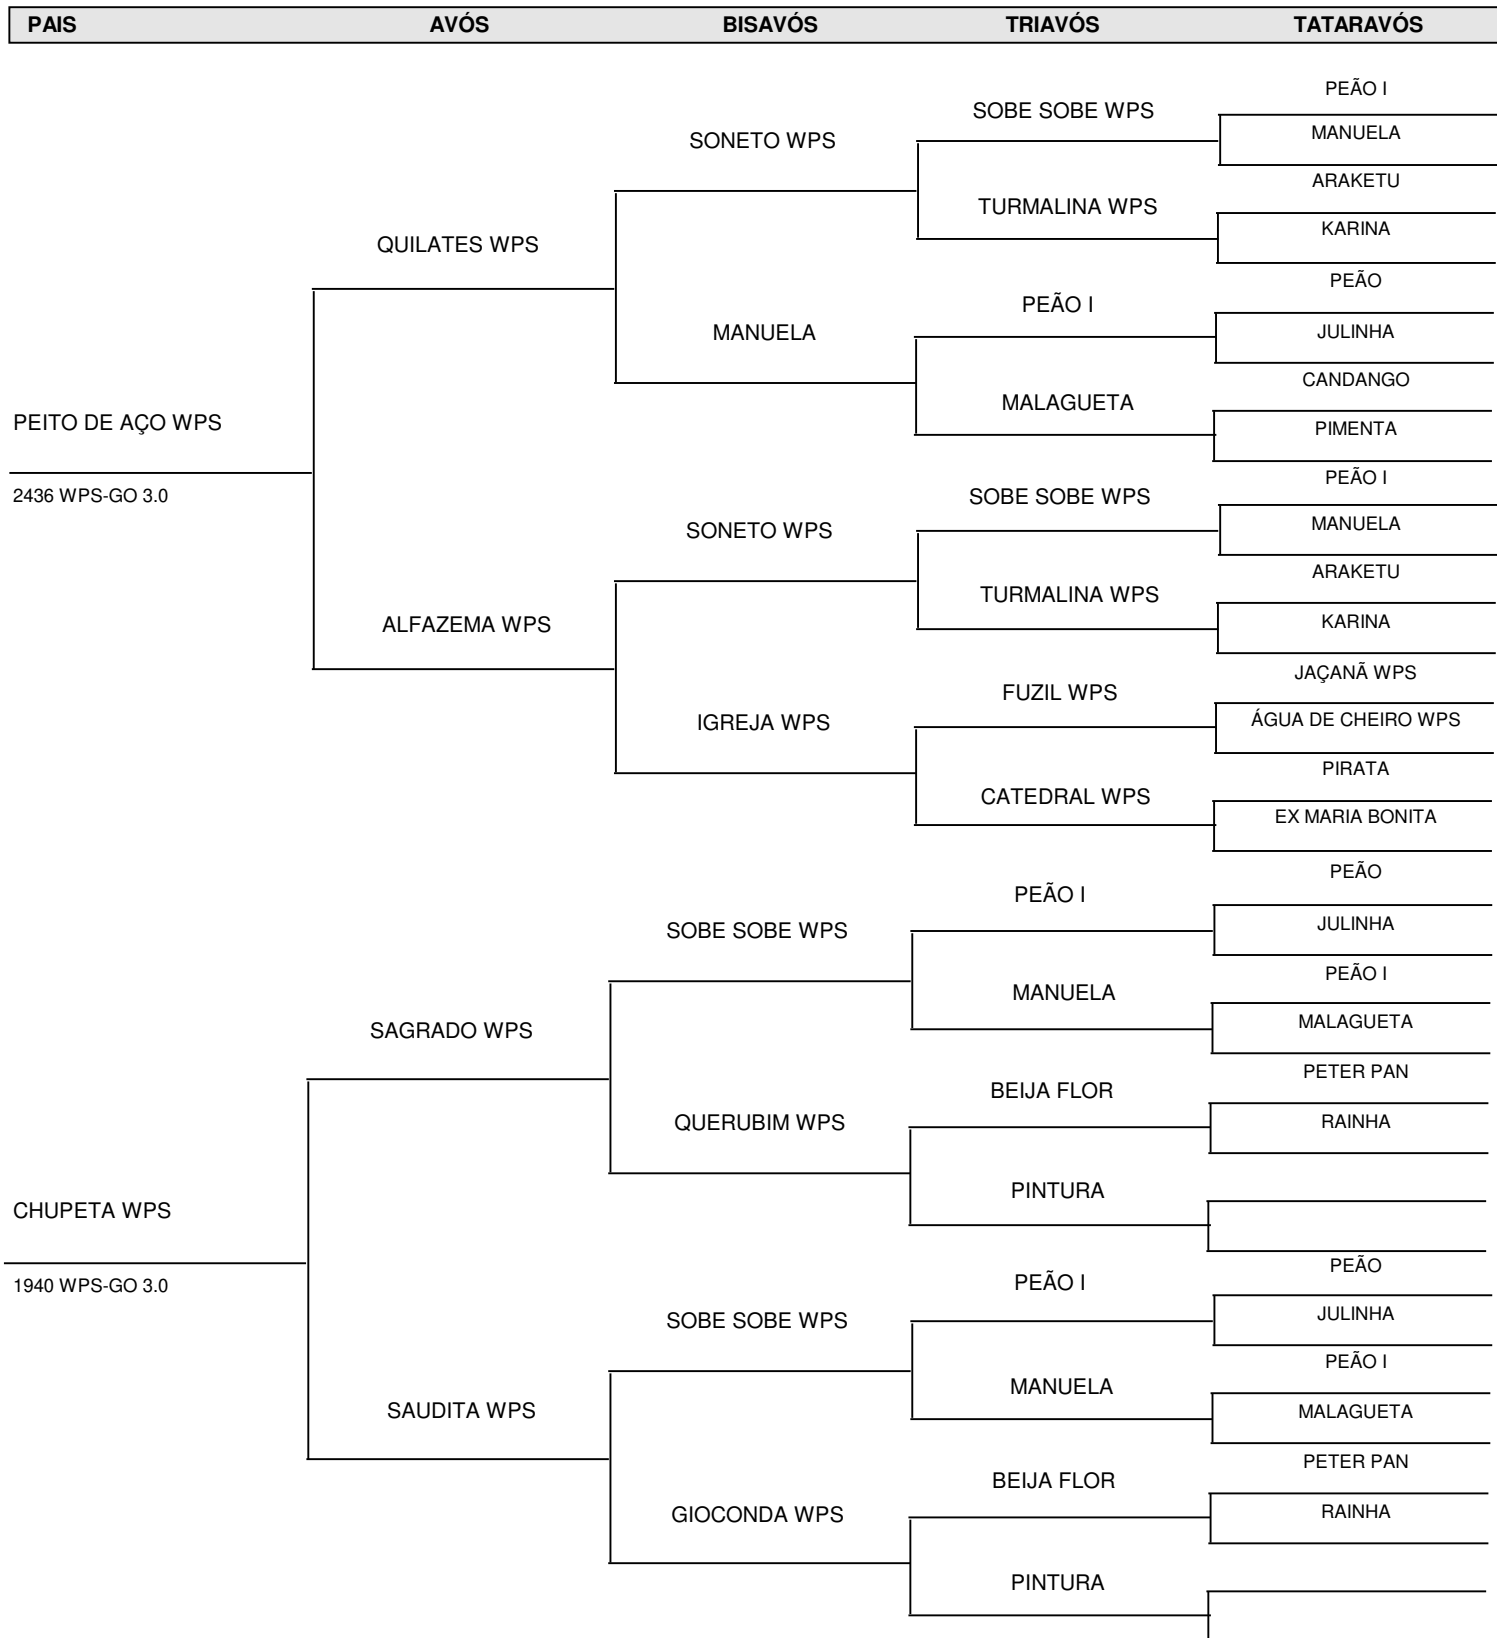 PAIS AVÓS BISAVÓS TRIAVÓS TATARAVÓS
PEÃO I
SOBE SOBE WPS
MANUELA
SONETO WPS
ARAKETU
TURMALINA WPS
KARINA
QUILATES WPS
PEÃO
PEÃO I
JULINHA
MANUELA
CANDANGO
MALAGUETA
PEITO DE AÇO WPS
PIMENTA
PEÃO I
2436 WPS-GO 3.0
SOBE SOBE WPS
MANUELA
SONETO WPS
ARAKETU
TURMALINA WPS
KARINA
ALFAZEMA WPS
JAÇANÃ WPS
FUZIL WPS
ÁGUA DE CHEIRO WPS
IGREJA WPS
PIRATA
CATEDRAL WPS
EX MARIA BONITA
PEÃO
PEÃO I
JULINHA
SOBE SOBE WPS
PEÃO I
MANUELA
MALAGUETA
SAGRADO WPS
PETER PAN
BEIJA FLOR
RAINHA
QUERUBIM WPS
PINTURA
CHUPETA WPS
PEÃO
1940 WPS-GO 3.0
PEÃO I
JULINHA
SOBE SOBE WPS
PEÃO I
MANUELA
MALAGUETA
SAUDITA WPS
PETER PAN
BEIJA FLOR
RAINHA
GIOCONDA WPS
PINTURA